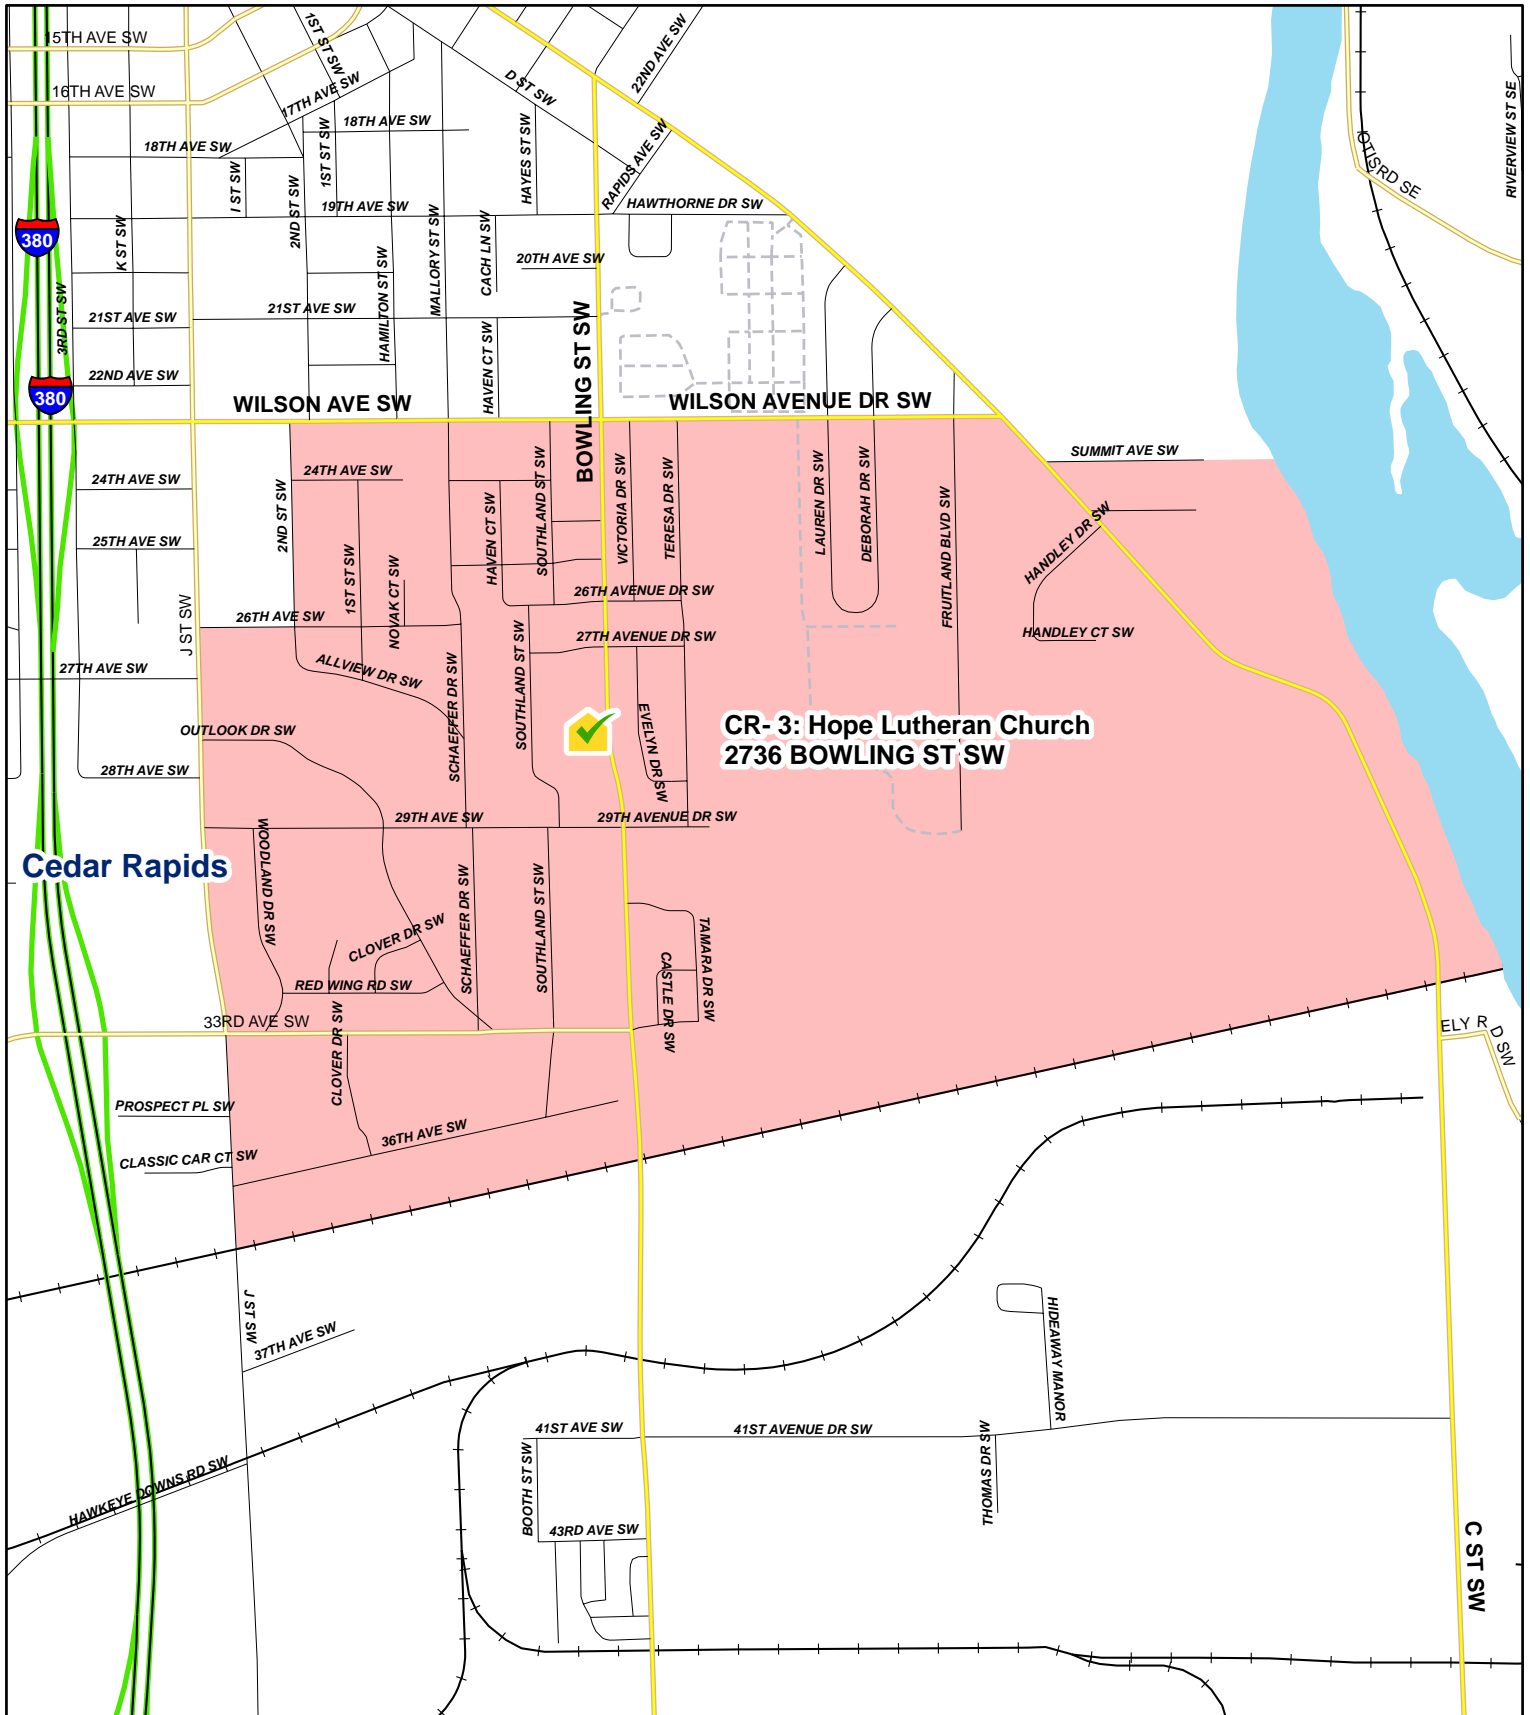 15TH AVE SW
1ST ST SW
16TH AVE SW
17TH AVE SW
D ST SW
22ND AVE SW
RIVERVIEW ST SE
18TH AVE SW
18TH AVE SW
1ST ST SW
HAYES ST SW
RAPIDS AVE SW
OTIS RD SE
I ST SW
2ND ST SW
19TH AVE SW
HAWTHORNE DR SW
380
K ST SW
MALLORY ST SW
CACH LN SW
20TH AVE SW
3RD ST SW
21ST AVE SW
21ST AVE SW
HAMILTON ST SW
HAVEN CT SW
BOWLING ST SW
22ND AVE SW
380
WILSON AVE SW
WILSON AVENUE DR SW
24TH AVE SW
24TH AVE SW
2ND ST SW
SOUTHLAND ST SW
HAVEN CT SW
VICTORIA DR SW
TERESA DR SW
LAUREN DR SW
DEBORAH DR SW
FRUITLAND BLVD SW
SUMMIT AVE SW
HANDLEY DR SW
25TH AVE SW
1ST ST SW
NOVAK CT SW
26TH AVENUE DR SW
J ST SW
26TH AVE SW
27TH AVENUE DR SW
HANDLEY CT SW
27TH AVE SW
ALLVIEW DR SW
SCHAEFFER DR SW
SOUTHLAND ST SW
EVELYN DR SW
OUTLOOK DR SW
28TH AVE SW
CR- 3: Hope Lutheran Church
2736 BOWLING ST SW
29TH AVE SW
29TH AVENUE DR SW
Cedar Rapids
WOODLAND DR SW
CLOVER DR SW
SCHAEFFER DR SW
SOUTHLAND ST SW
TAMARA DR SW
CASTLE DR SW
RED WING RD SW
33RD AVE SW
CLOVER DR SW
ELY R D SW
PROSPECT PL SW
36TH AVE SW
CLASSIC CAR CT SW
J ST SW
37TH AVE SW
HIDEAWAY MANOR
41ST AVE SW
41ST AVENUE DR SW
THOMAS DR SW
BOOTH ST SW
HAWKEYE DOWNS RD SW
43RD AVE SW
C ST SW